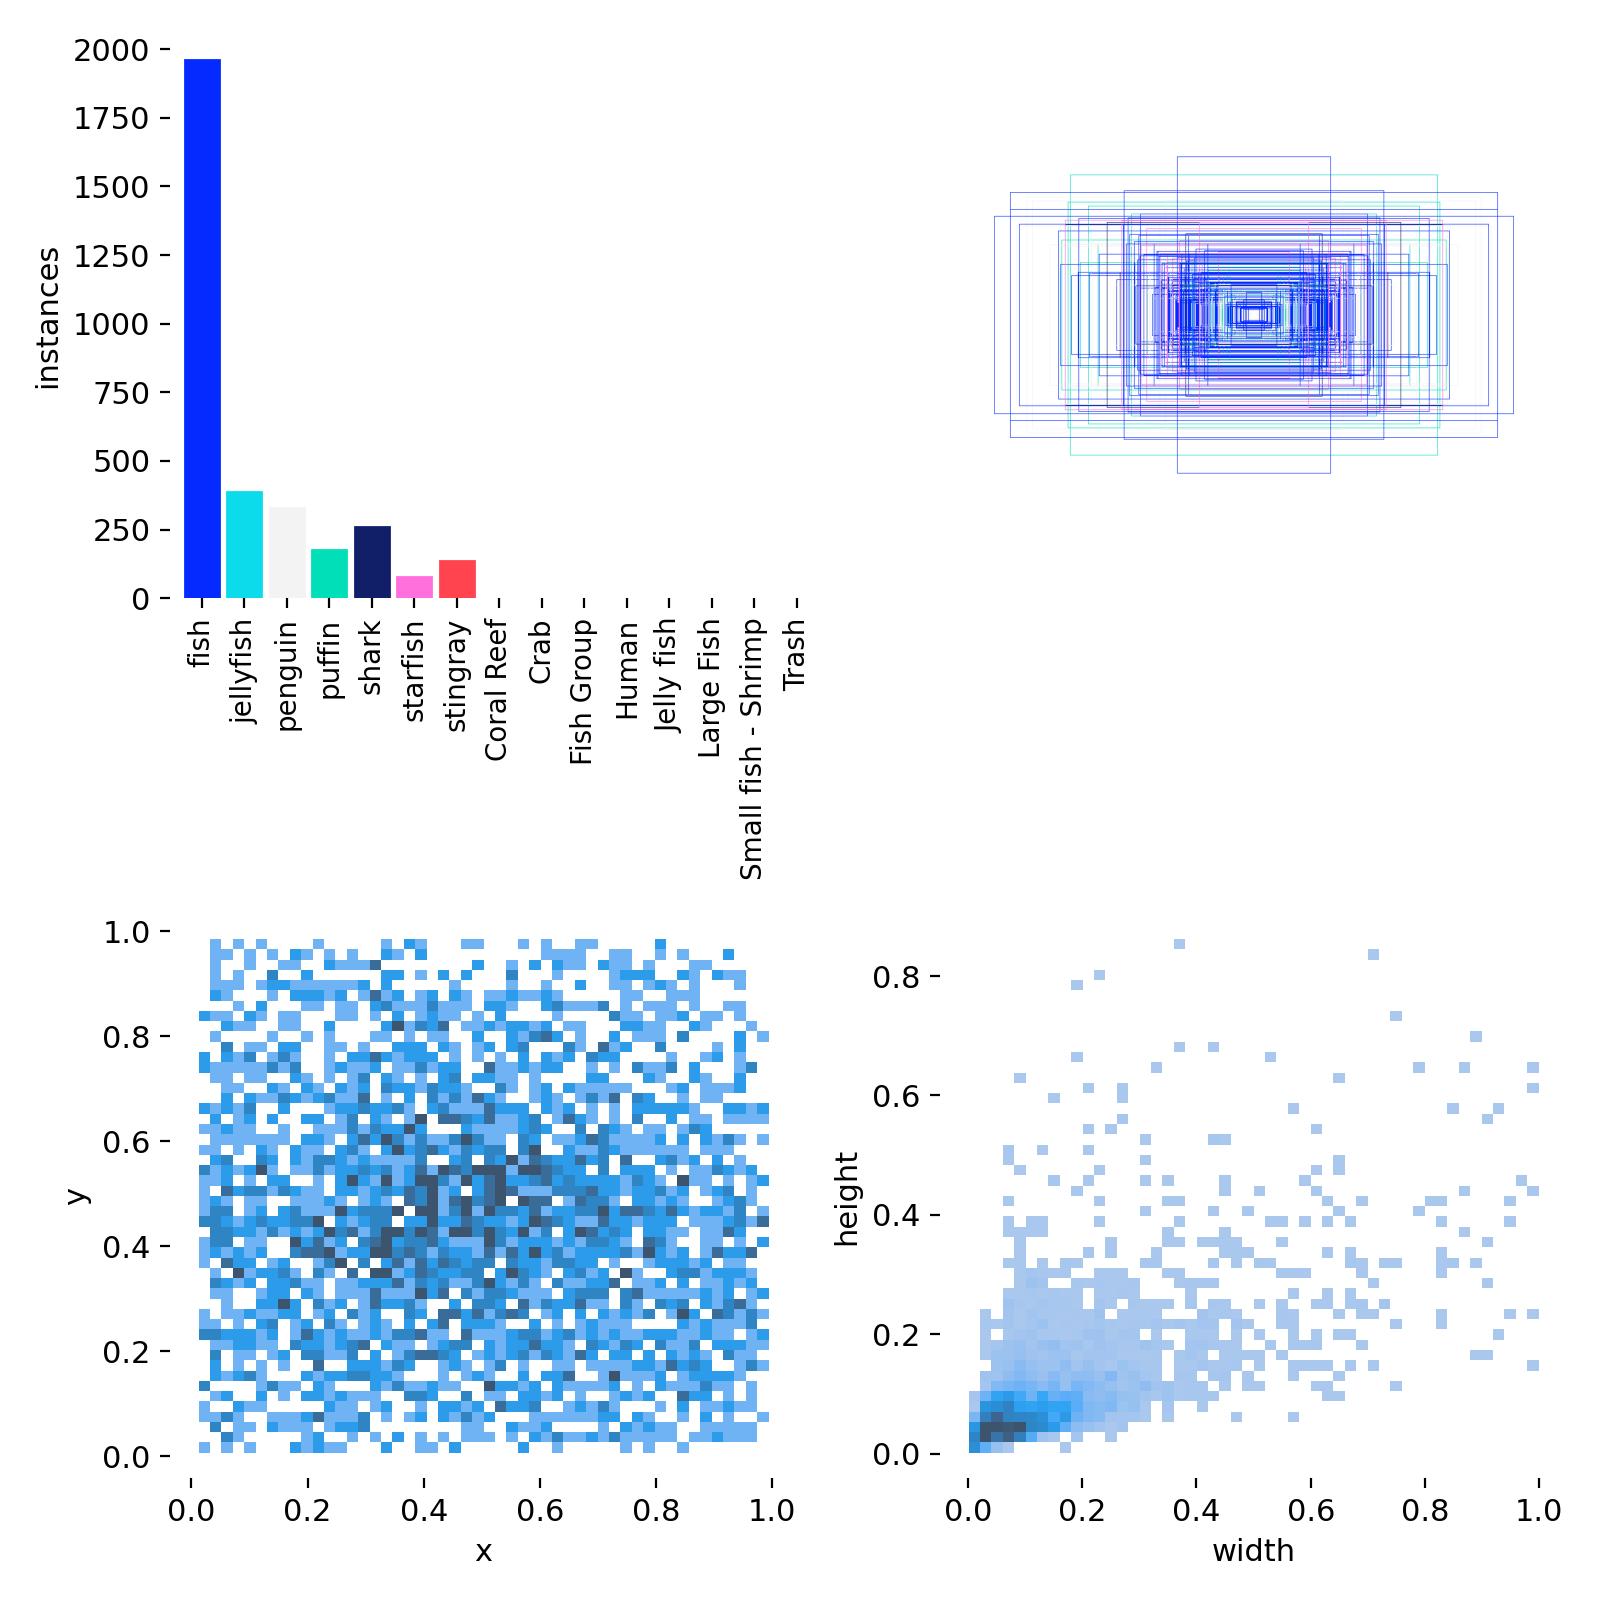 2000
1750
1500
1250
1000
750
500
250
0
instances
fish
jellyfish
penguin
puffin
shark
starfish
stingray
Coral Reef
Crab
Fish Group
Human
Jelly fish
Large Fish
Small fish - Shrimp
Trash
1.0
0.8
0.6
0.4
0.2
0.0
y
0.0 0.2 0.4 0.6 0.8 1.0
x
0.8
0.6
0.4
0.2
0.0
height
0.0 0.2 0.4 0.6 0.8 1.0
width